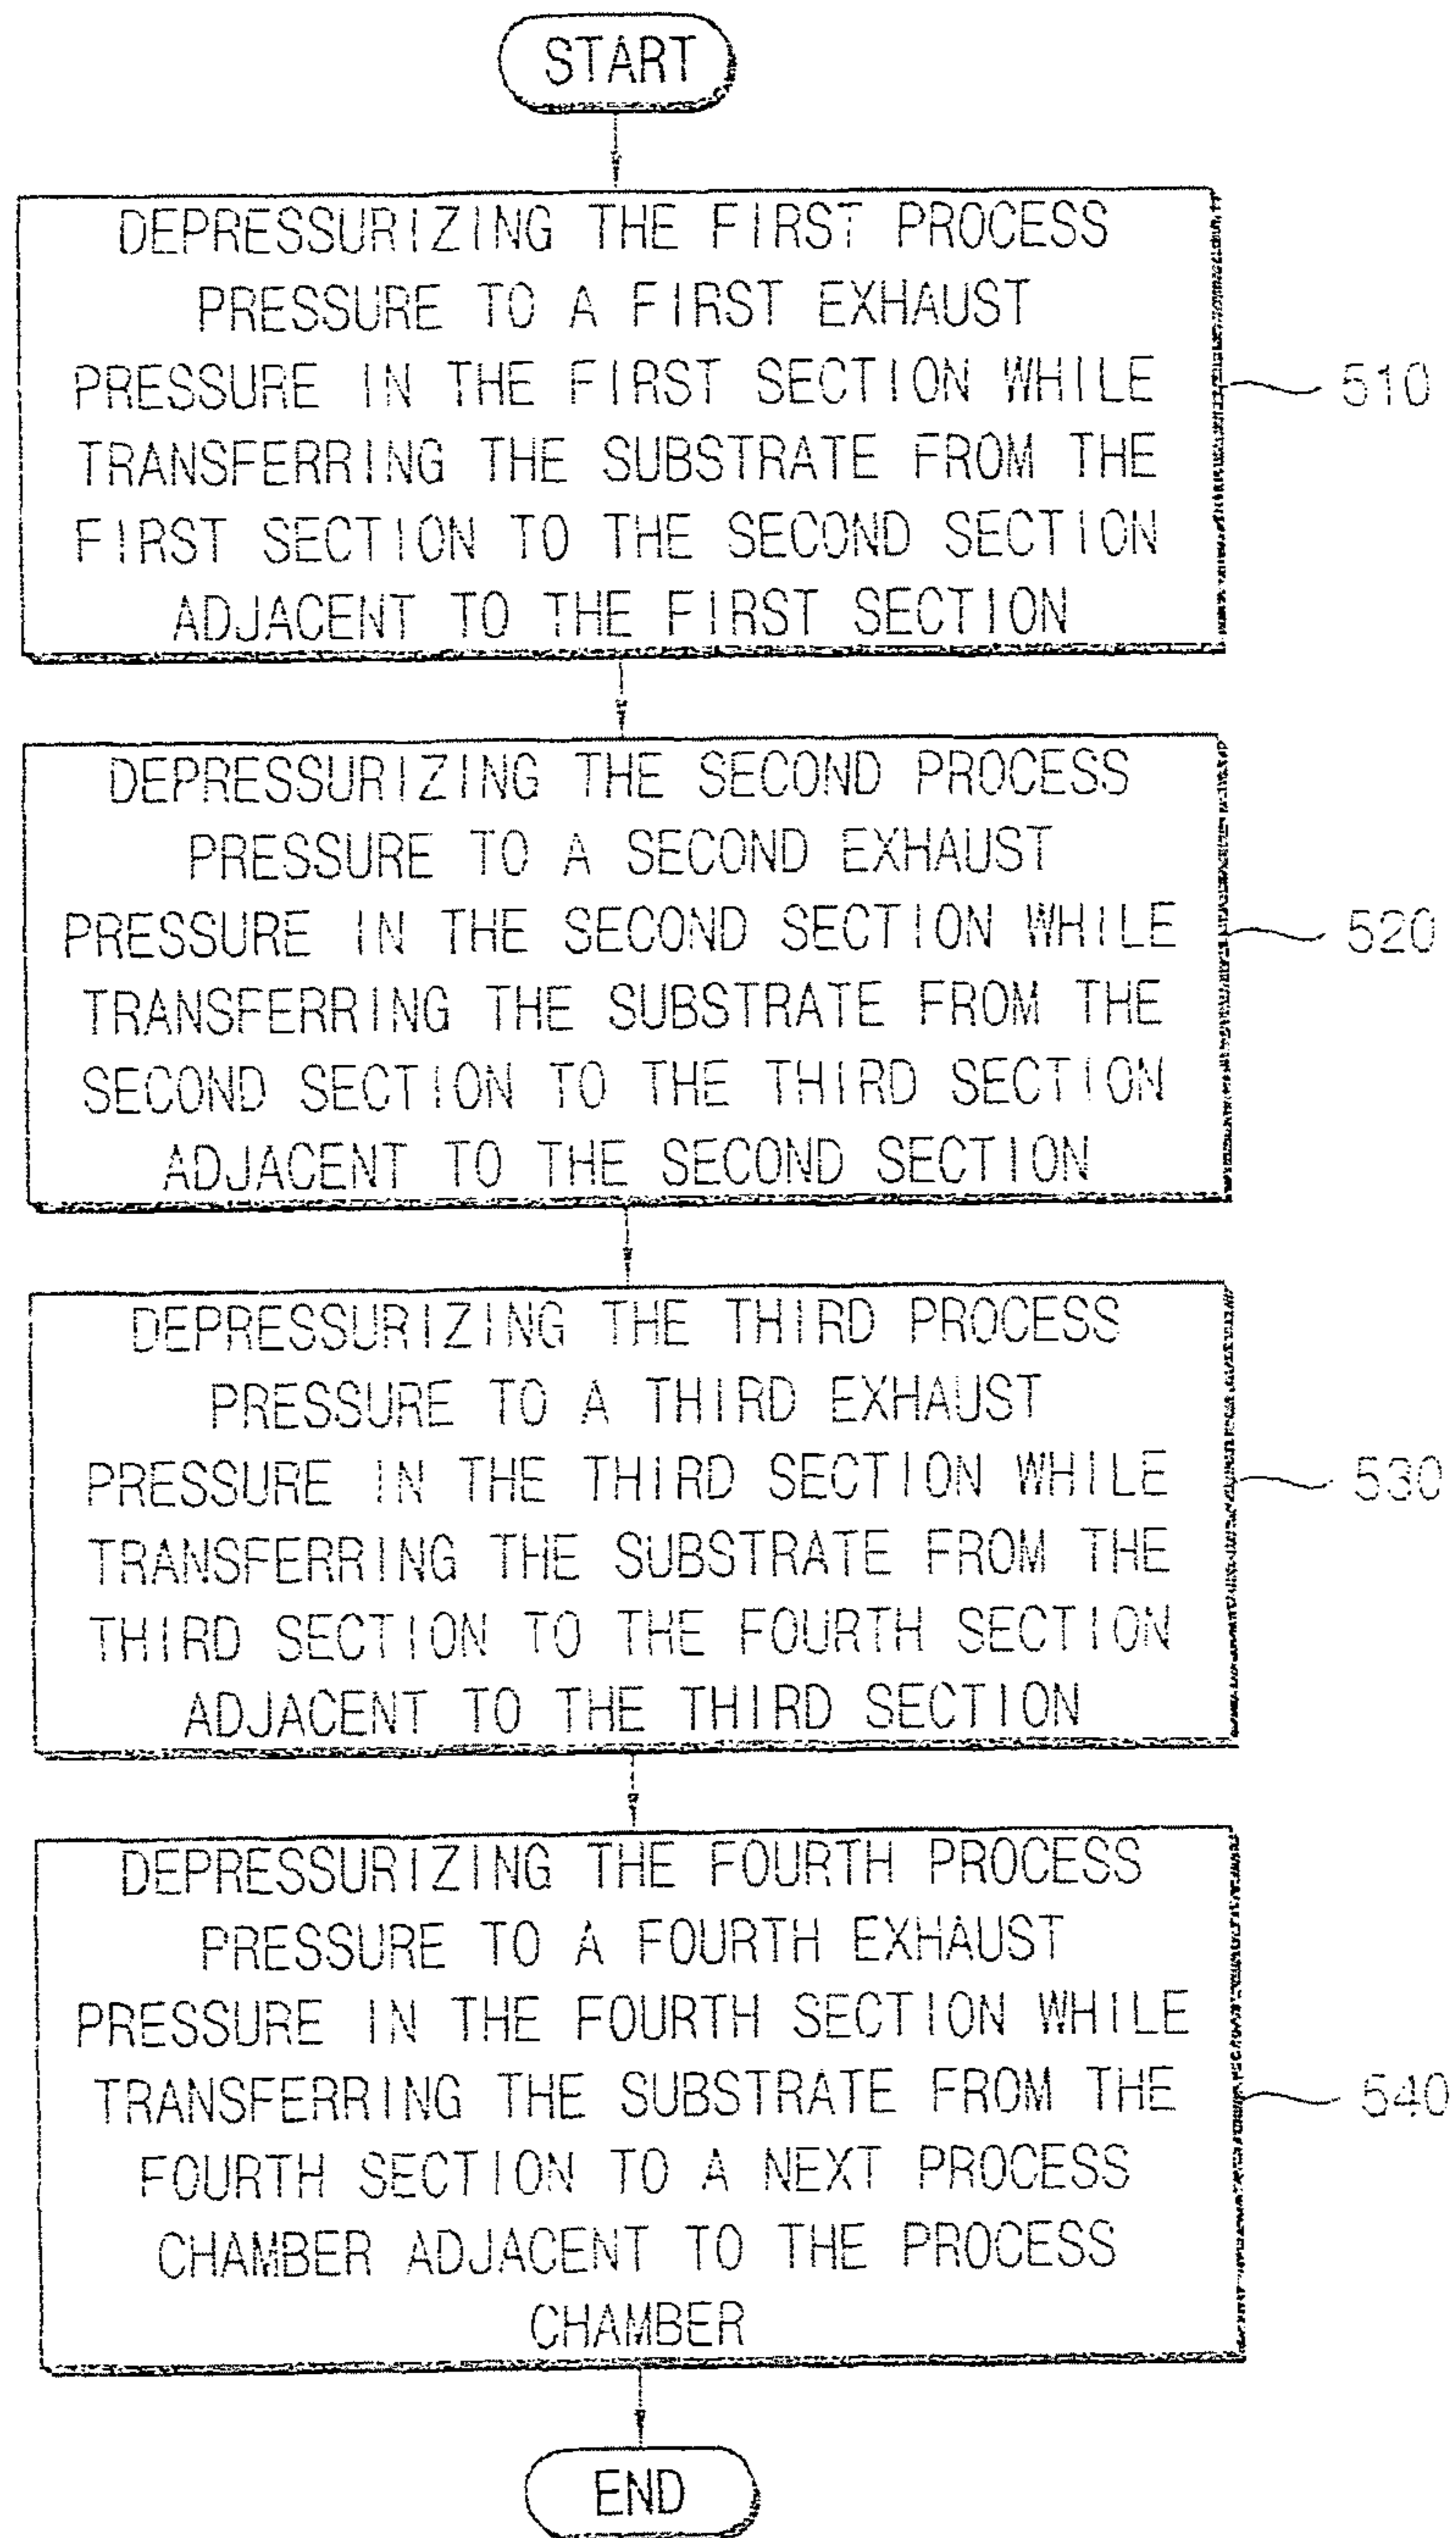 START
DEPRESSURIZING THE FIRST PROCESS
PRESSURE TO A FIRST EXHAUST
PRESSURE IN THE FIRST SECTION WHILE
TRANSFERRING THE SUBSTRATE FROM THE
FIRST SECTION TO THE SECOND SECTION
ADJACENT TO THE FIRST SECTION
510
DEPRESSURIZING THE SECOND PROCESS
PRESSURE TO A SECOND EXHAUST
PRESSURE IN THE SECOND SECTION WHILE
TRANSFERRING THE SUBSTRATE FROM THE
SECOND SECTION TO THE THIRD SECTION
ADJACENT TO THE SECOND SECTION
520
DEPRESSURIZING THE THIRD PROCESS
PRESSURE TO A THIRD EXHAUST
PRESSURE IN THE THIRD SECTION WHILE
TRANSFERRING THE SUBSTRATE FROM THE
THIRD SECTION TO THE FOURTH SECTION
ADJACENT TO THE THIRD SECTION
530
DEPRESSURIZING THE FOURTH PROCESS
PRESSURE TO A FOURTH EXHAUST
PRESSURE IN THE FOURTH SECTION WHILE
TRANSFERRING THE SUBSTRATE FROM THE
FOURTH SECTION TO A NEXT PROCESS
CHAMBER ADJACENT TO THE PROCESS
CHAMBER
540
END